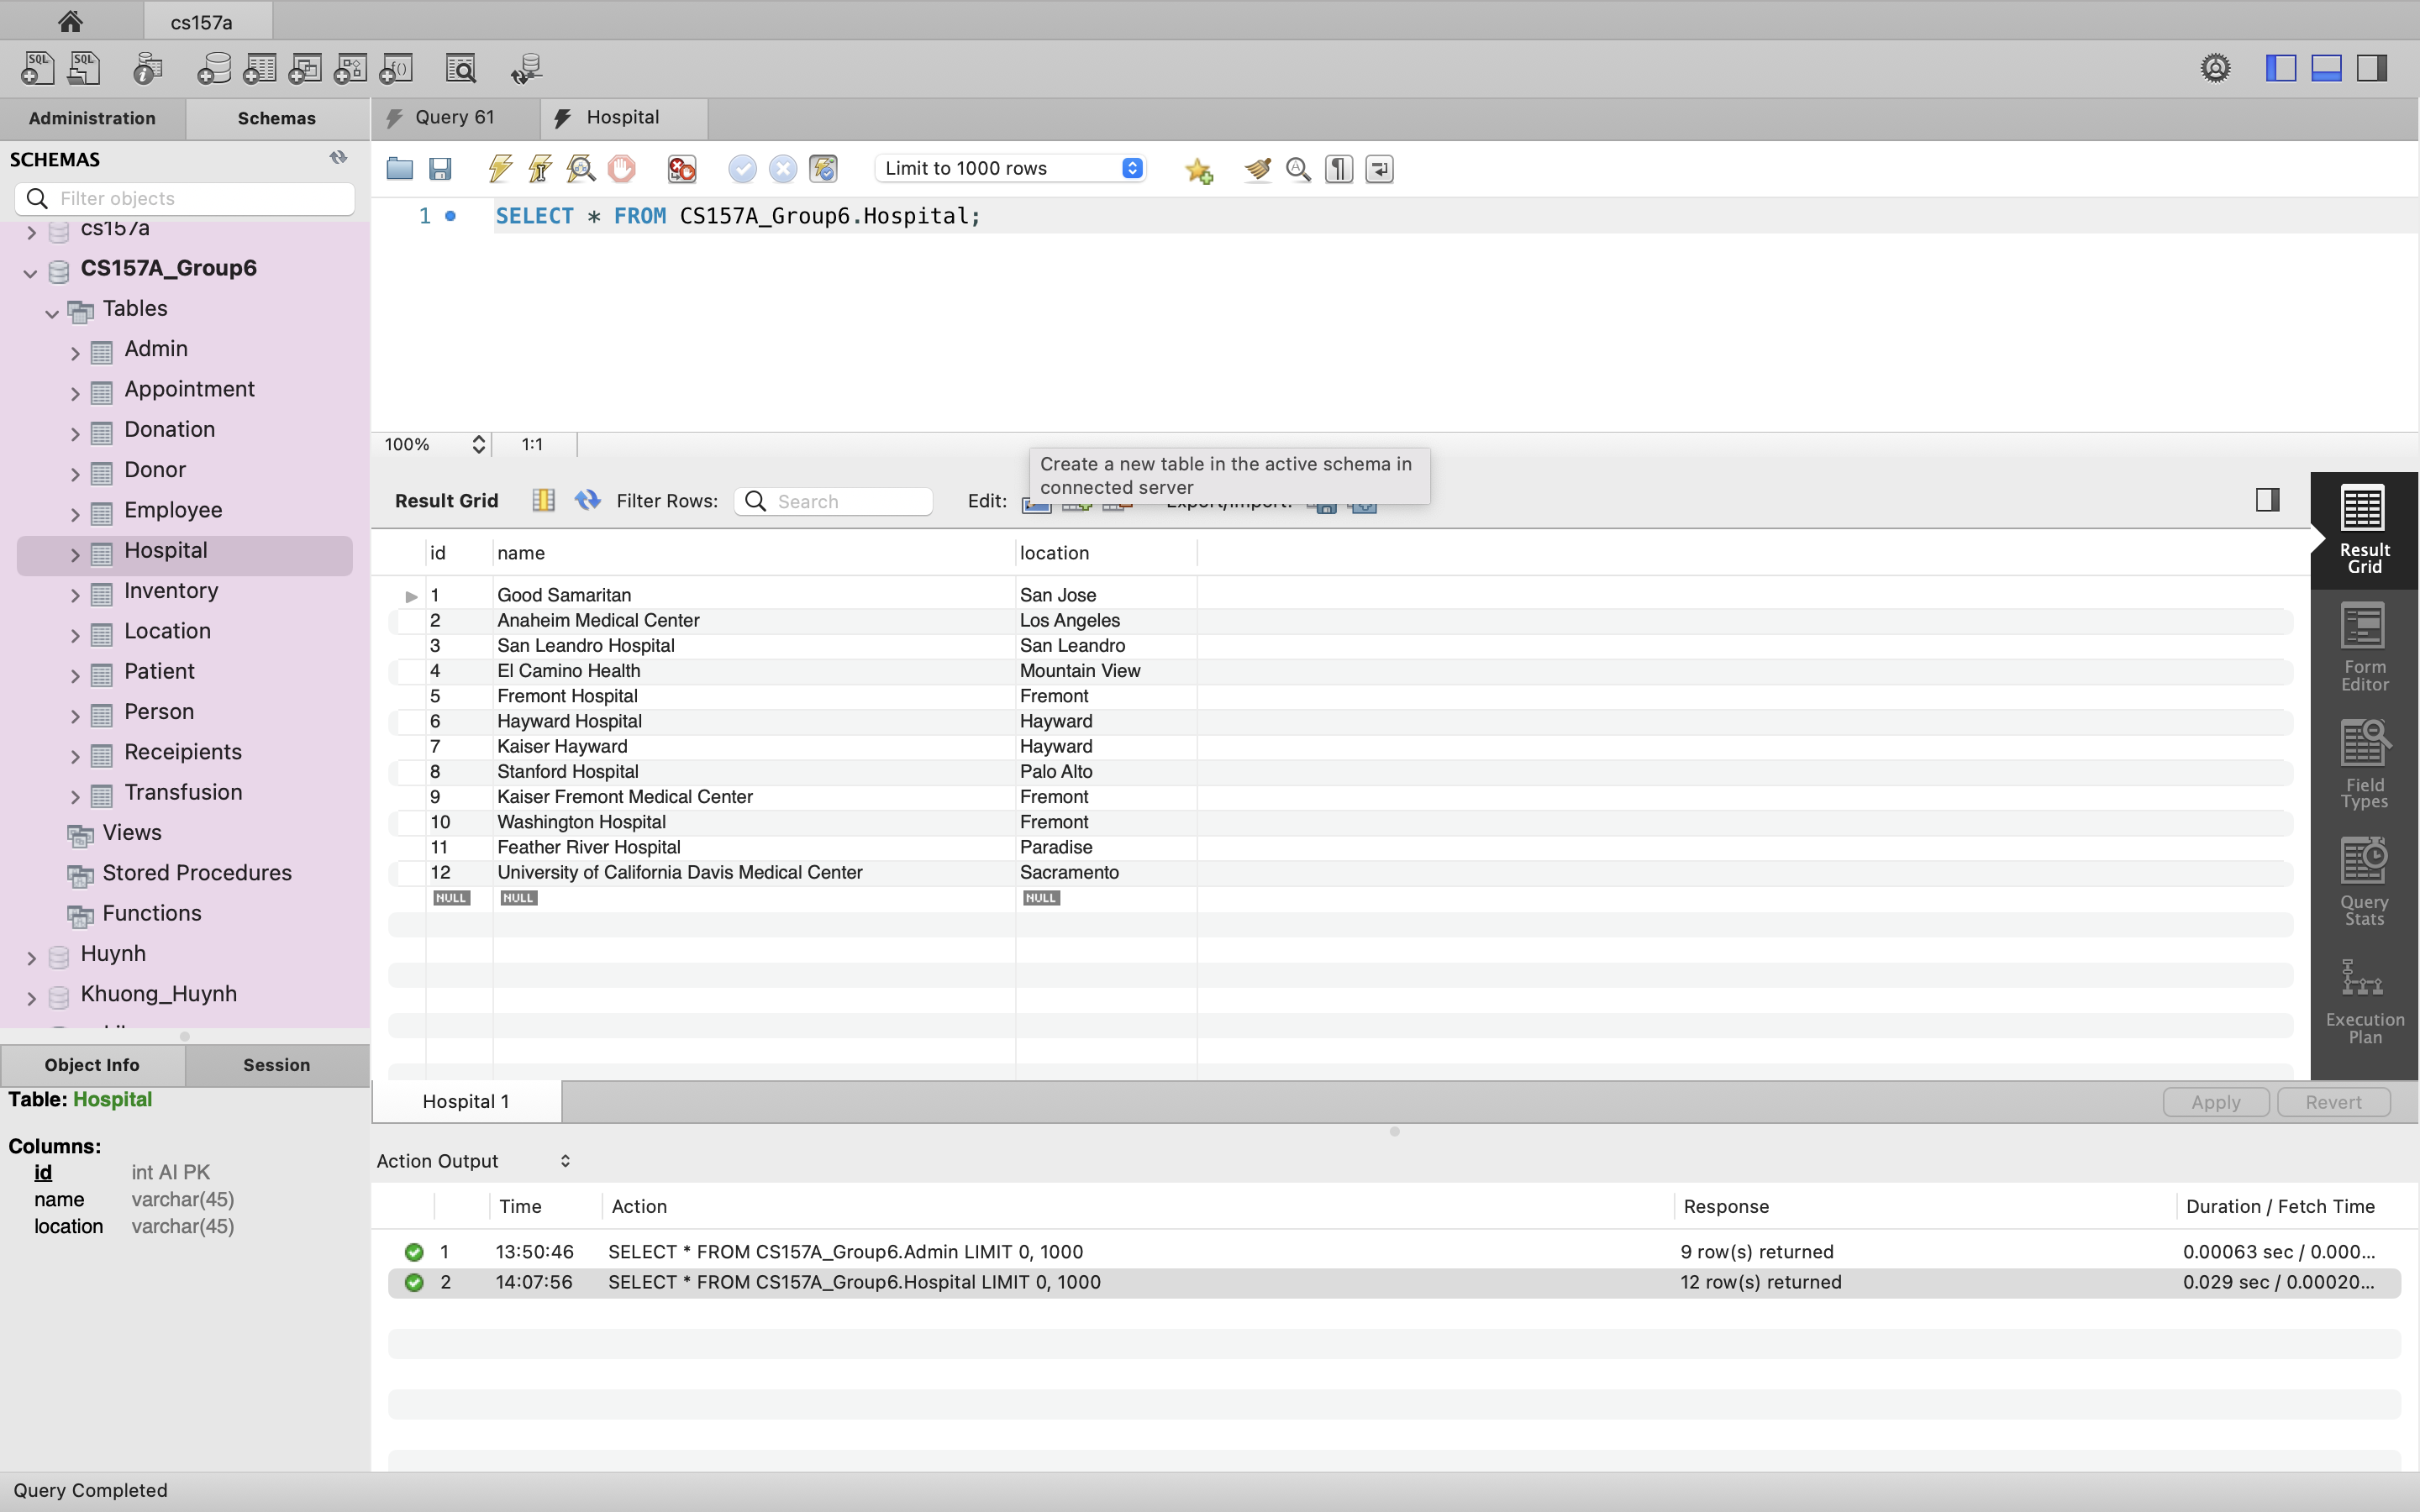 cs157a
SQL SQL
Administration Schemas
SCHEMAS
Filter objects
cs157a
CS157A_Group6
Tables
Admin
Appointment
Donation
Donor
Employee
Hospital
Inventory
Location
Patient
Person
Receipients
Transfusion
Views
Stored Procedures
Functions
Huynh
Khuong_Huynh
Object Info Session
Table: Hospital
Columns:
id int AI PK
name varchar(45)
location varchar(45)
Query 61 Hospital
Limit to 1000 rows
1 SELECT * FROM CS157A_Group6.Hospital;
100% 1:1
Create a new table in the active schema in
connected server
Result Grid Filter Rows: Search Edit: Export/Import:
id name location
1 Good Samaritan San Jose
2 Anaheim Medical Center Los Angeles
3 San Leandro Hospital San Leandro
4 El Camino Health Mountain View
5 Fremont Hospital Fremont
6 Hayward Hospital Hayward
7 Kaiser Hayward Hayward
8 Stanford Hospital Palo Alto
9 Kaiser Fremont Medical Center Fremont
10 Washington Hospital Fremont
11 Feather River Hospital Paradise
12 University of California Davis Medical Center Sacramento
NULL NULL NULL
Result
Grid
Form
Editor
Field
Types
Query
Stats
Execution
Plan
Hospital 1 Apply Revert
Action Output
Time Action Response Duration / Fetch Time
1 13:50:46 SELECT * FROM CS157A_Group6.Admin LIMIT 0, 1000 9 row(s) returned 0.00063 sec / 0.000...
2 14:07:56 SELECT * FROM CS157A_Group6.Hospital LIMIT 0, 1000 12 row(s) returned 0.029 sec / 0.00020...
Query Completed